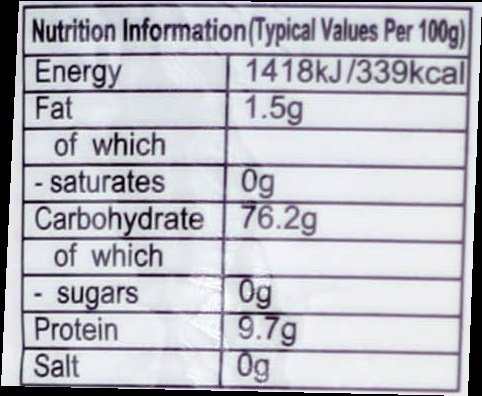 Nutrition Information(Typical Values Per 100g)
Energy 1418kJ/339kcal
Fat 1.5g
of which
- saturates 0g
Carbohydrate 76.2g
of which
- sugars 0g
Protein 9.7g
Salt 0g